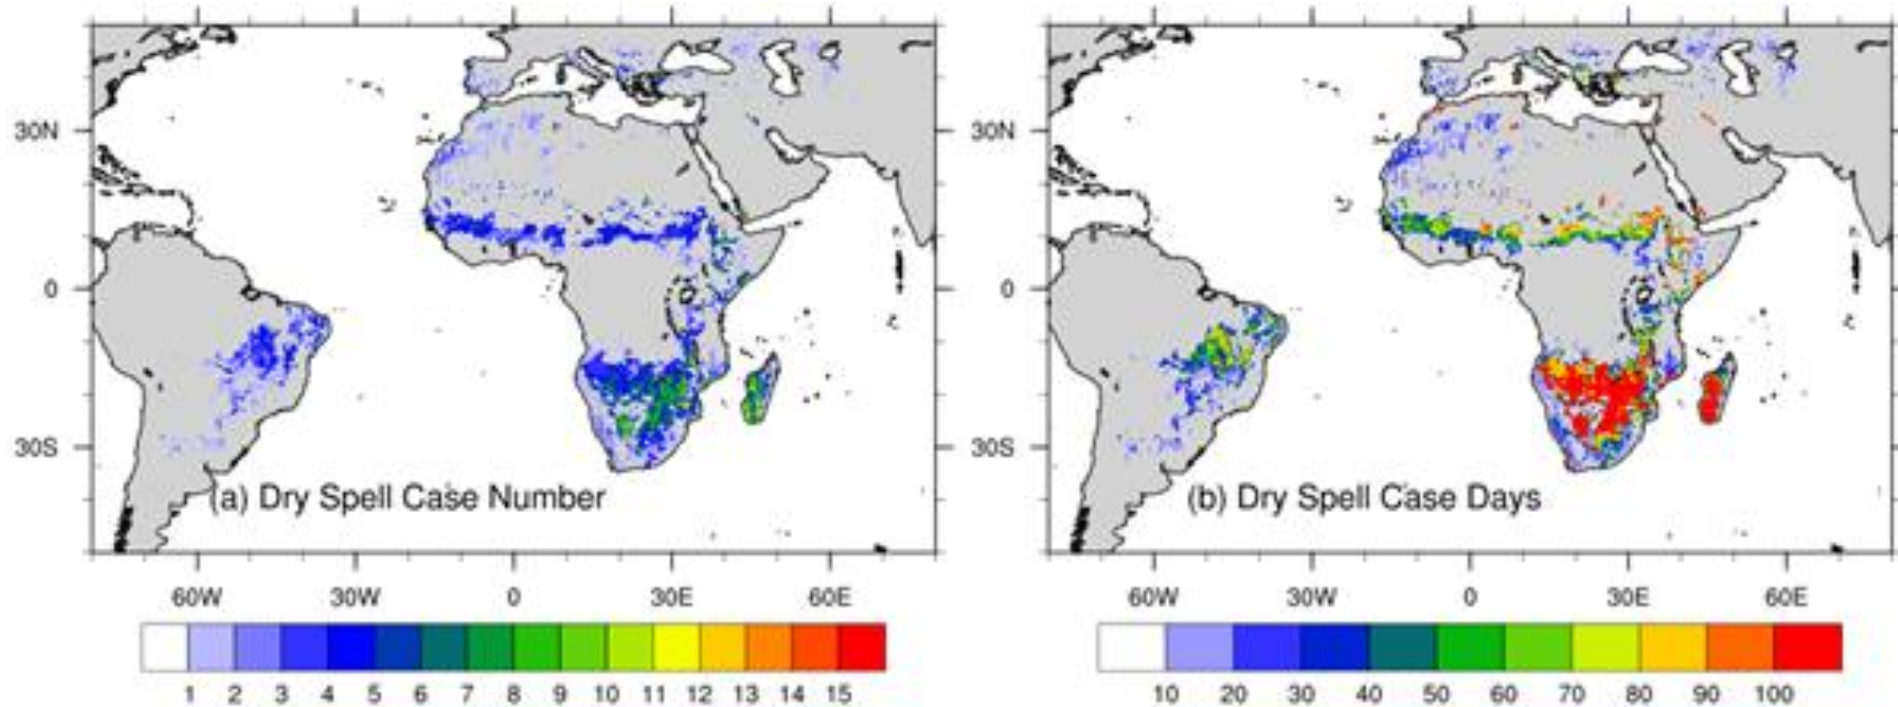 30N
0
30S
(a) Dry Spell Case Number
60W 30W 0 30E 60E
1 2 3 4 5 6 7 8 9 10 11 12 13 14 15
30N
0
30S
(b) Dry Spell Case Days
60W 30W 0 30E 60E
10 20 30 40 50 60 70 80 90 100